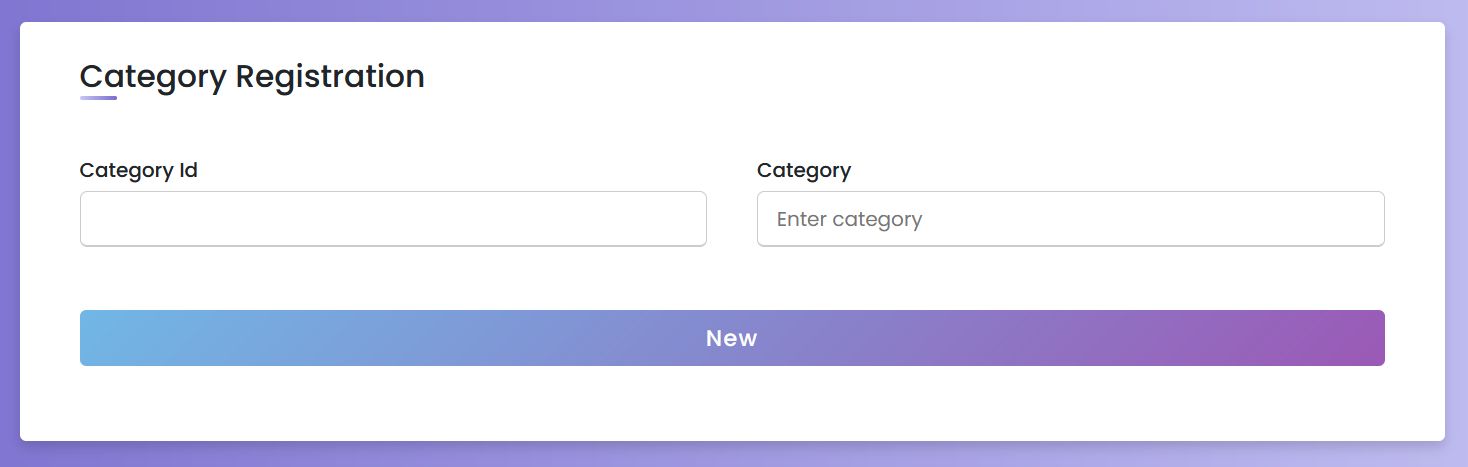 Category Registration
Category Id
Category
Enter category
New